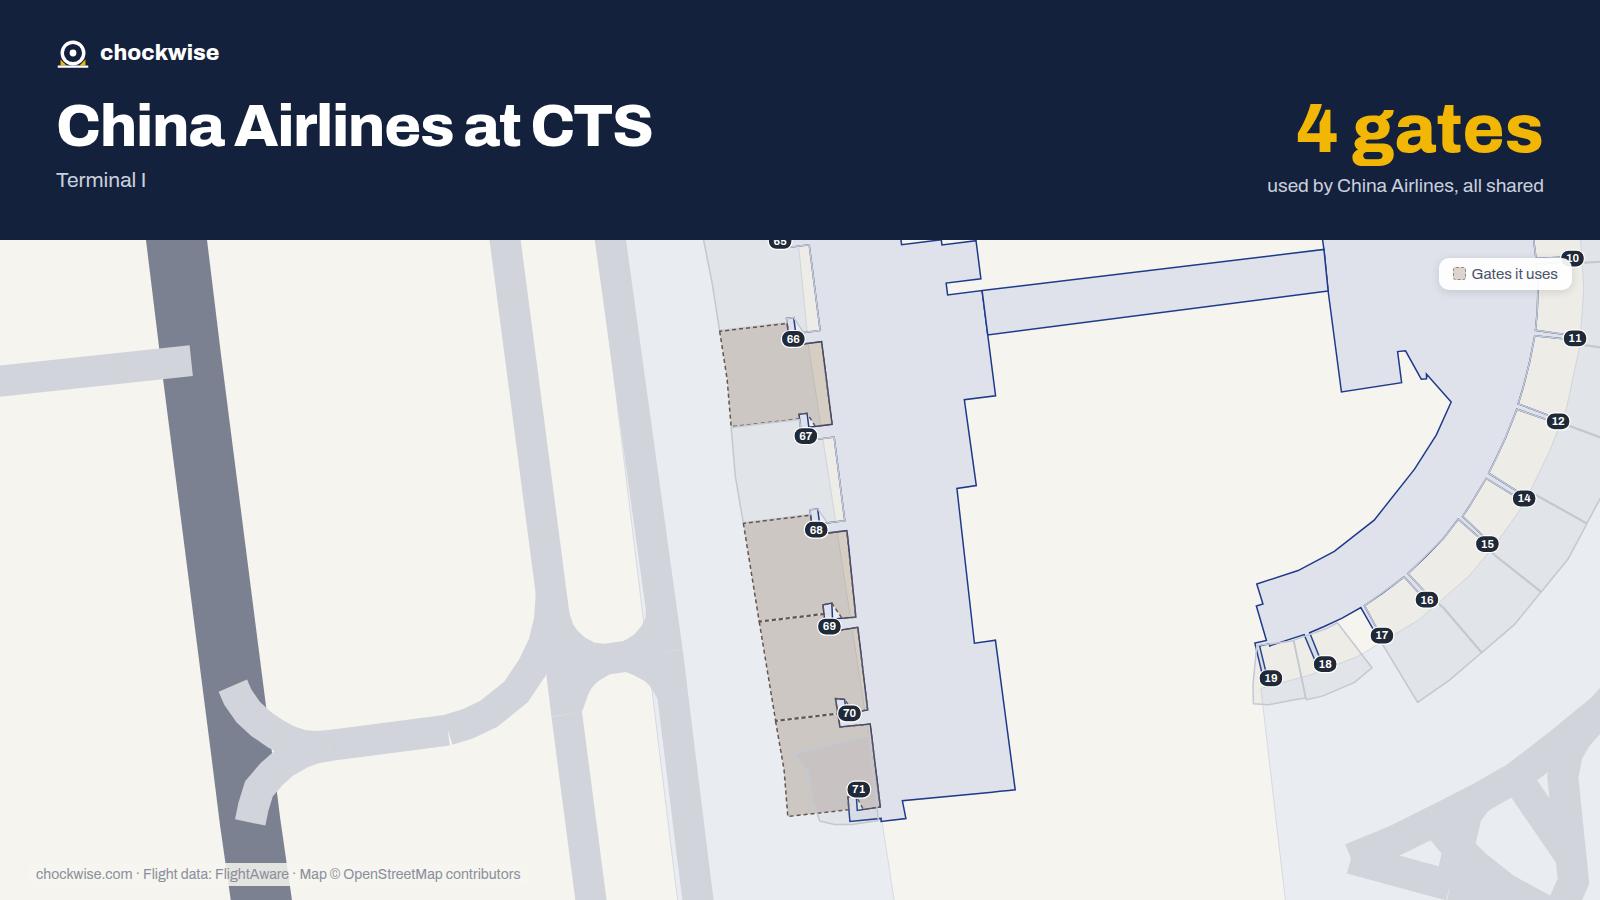 chockwise
China Airlines at CTS
Terminal I
4 gates
used by China Airlines, all shared
65
10
Gates it uses
66
11
67
12
68
14
15
69
16
17
70
18
19
71
chockwise.com · Flight data: FlightAware · Map © OpenStreetMap contributors